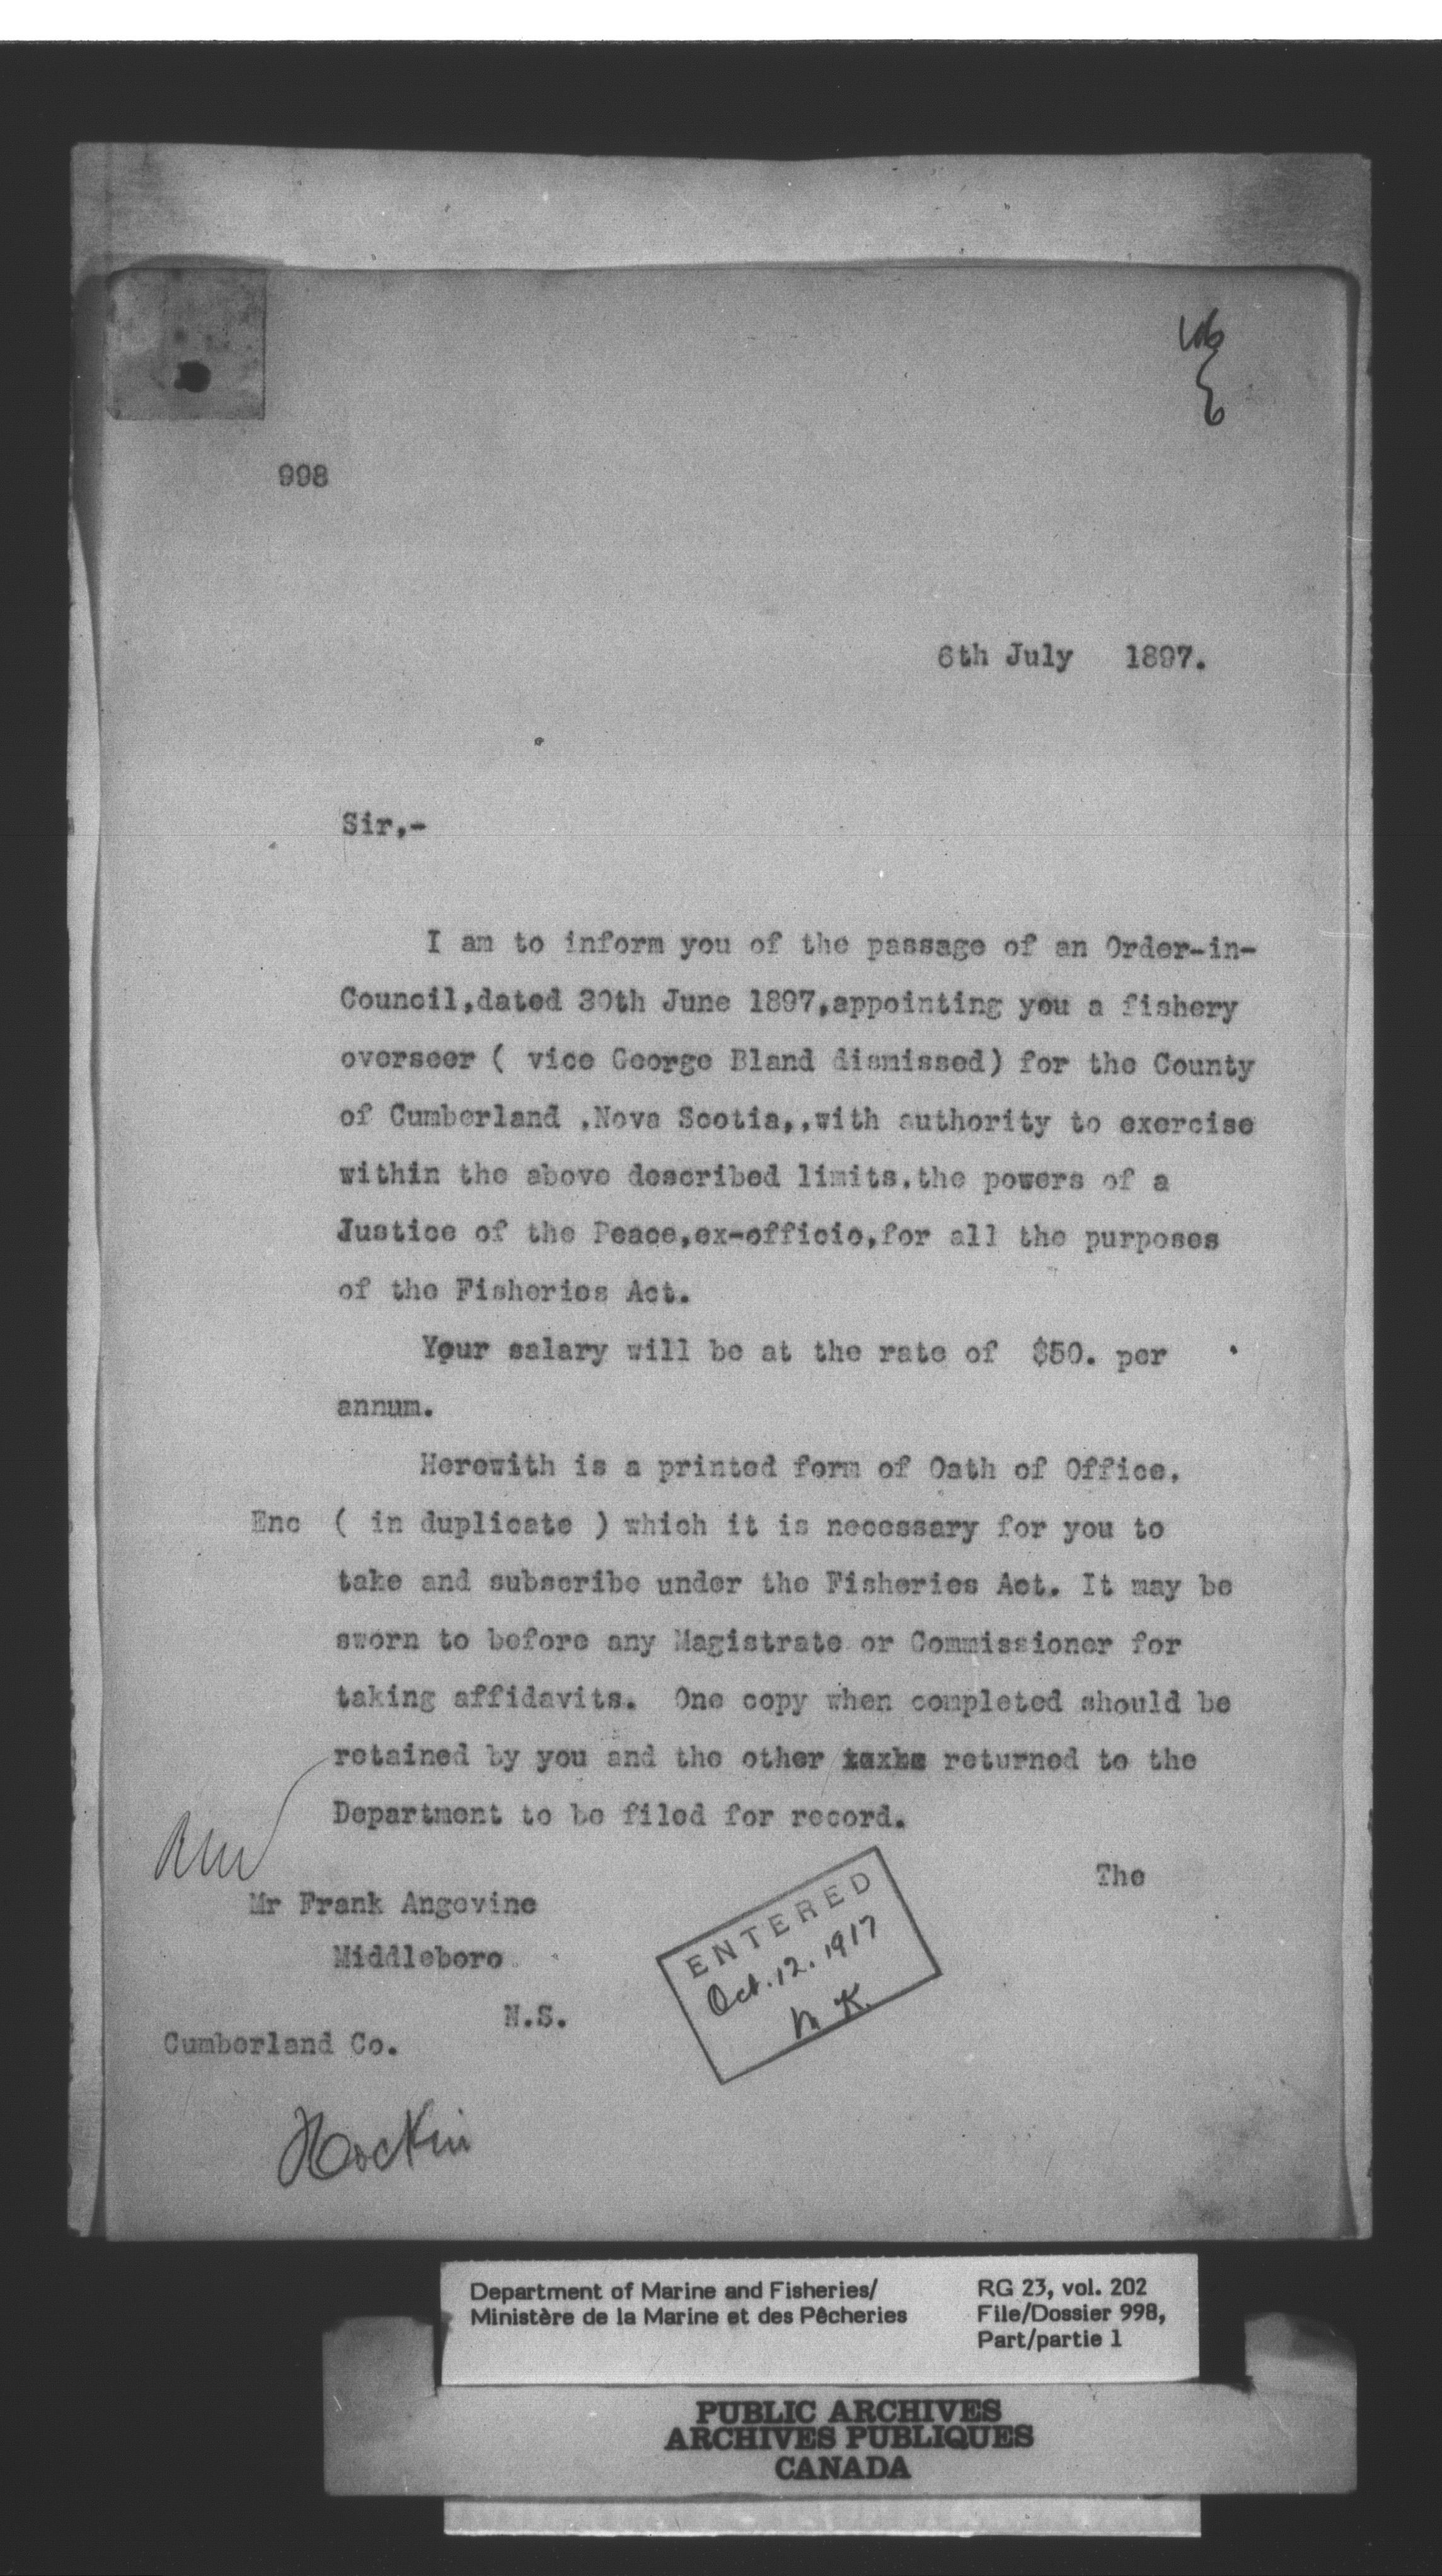 998
6th July 1897.
Sir,-
I am to inform you of the passage of an Order-in-
Council,dated 30th June 1897,appointing you a fishery
overseer ( vice George Bland dismissed) for the County
of Cumberland ,Nova Scotia,,with authority to exercise
within the above described limits,the powers of a
Justice of the Peace,ex-officio,for all the purposes
of the Fisheries Act.
Your salary will be at the rate of $50. per
annum.
Herewith is a printed form of Oath of Office,
Enc ( in duplicate ) which it is necessary for you to
take and subscribe under the Fisheries Act. It may be
sworn to before any Magistrate or Commissioner for
taking affidavits. One copy when completed should be
retained by you and the other returned to the
Department to be filed for record.
The
Mr Frank Angevine
Middleboro
N.S.
Cumberland Co.
ENTERED
Oct. 12. 1917
M K.
Hockin
Department of Marine and Fisheries/
Ministère de la Marine et des Pêcheries
RG 23, vol. 202
File/Dossier 998,
Part/partie 1
PUBLIC ARCHIVES
ARCHIVES PUBLIQUES
CANADA